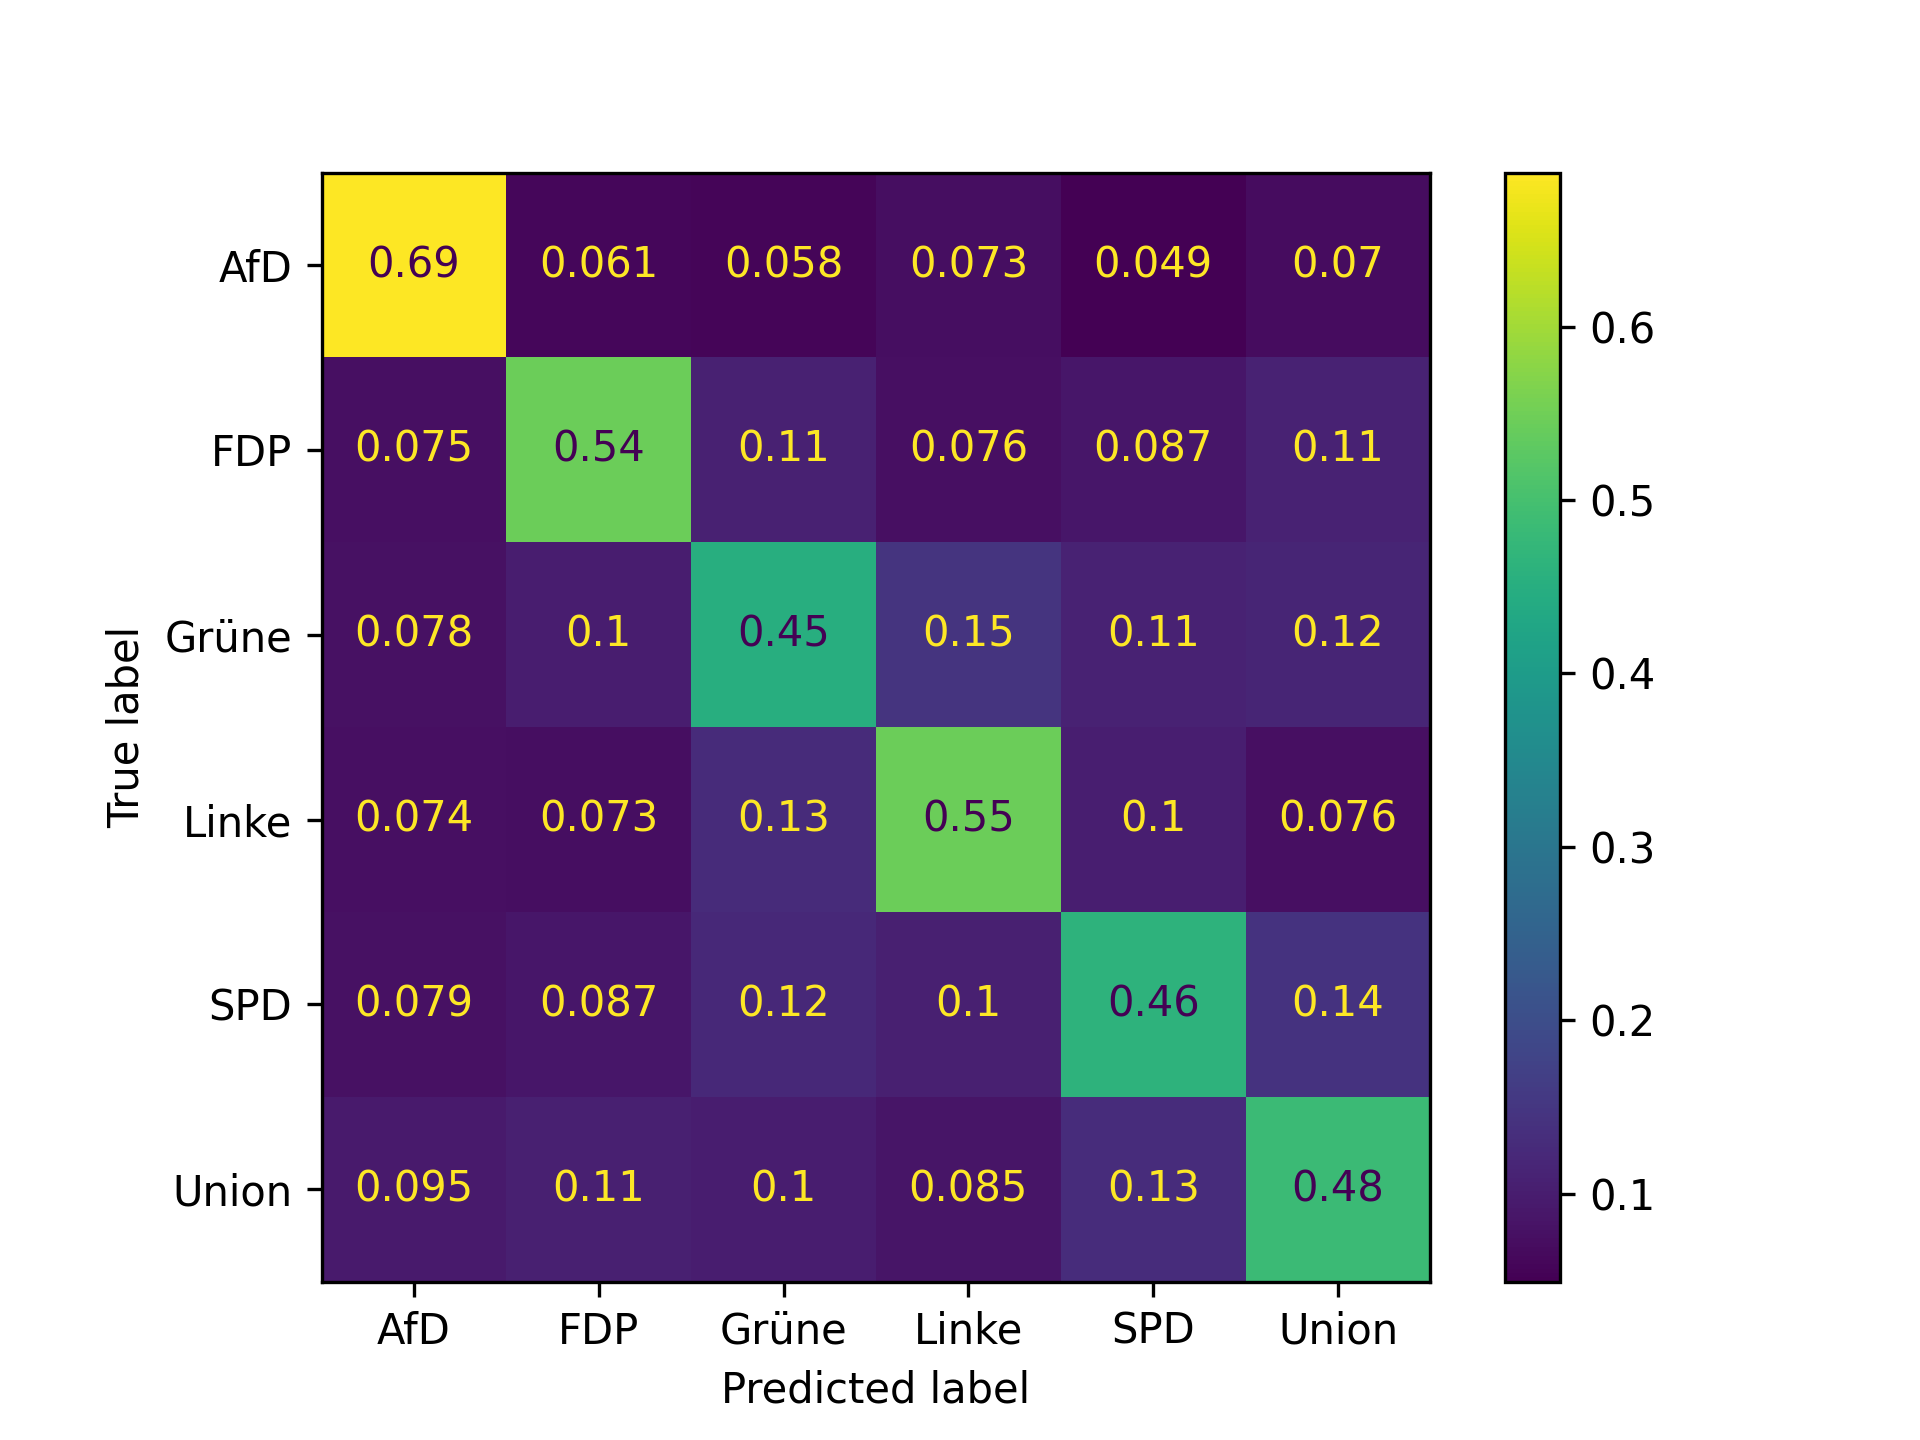 AfD 0.69 0.061 0.058 0.073 0.049 0.07
FDP 0.075 0.54 0.11 0.076 0.087 0.11
Grüne 0.078 0.1 0.45 0.15 0.11 0.12
Linke 0.074 0.073 0.13 0.55 0.1 0.076
SPD 0.079 0.087 0.12 0.1 0.46 0.14
Union 0.095 0.11 0.1 0.085 0.13 0.48
True label
AfD FDP Grüne Linke SPD Union
Predicted label
0.6
0.5
0.4
0.3
0.2
0.1